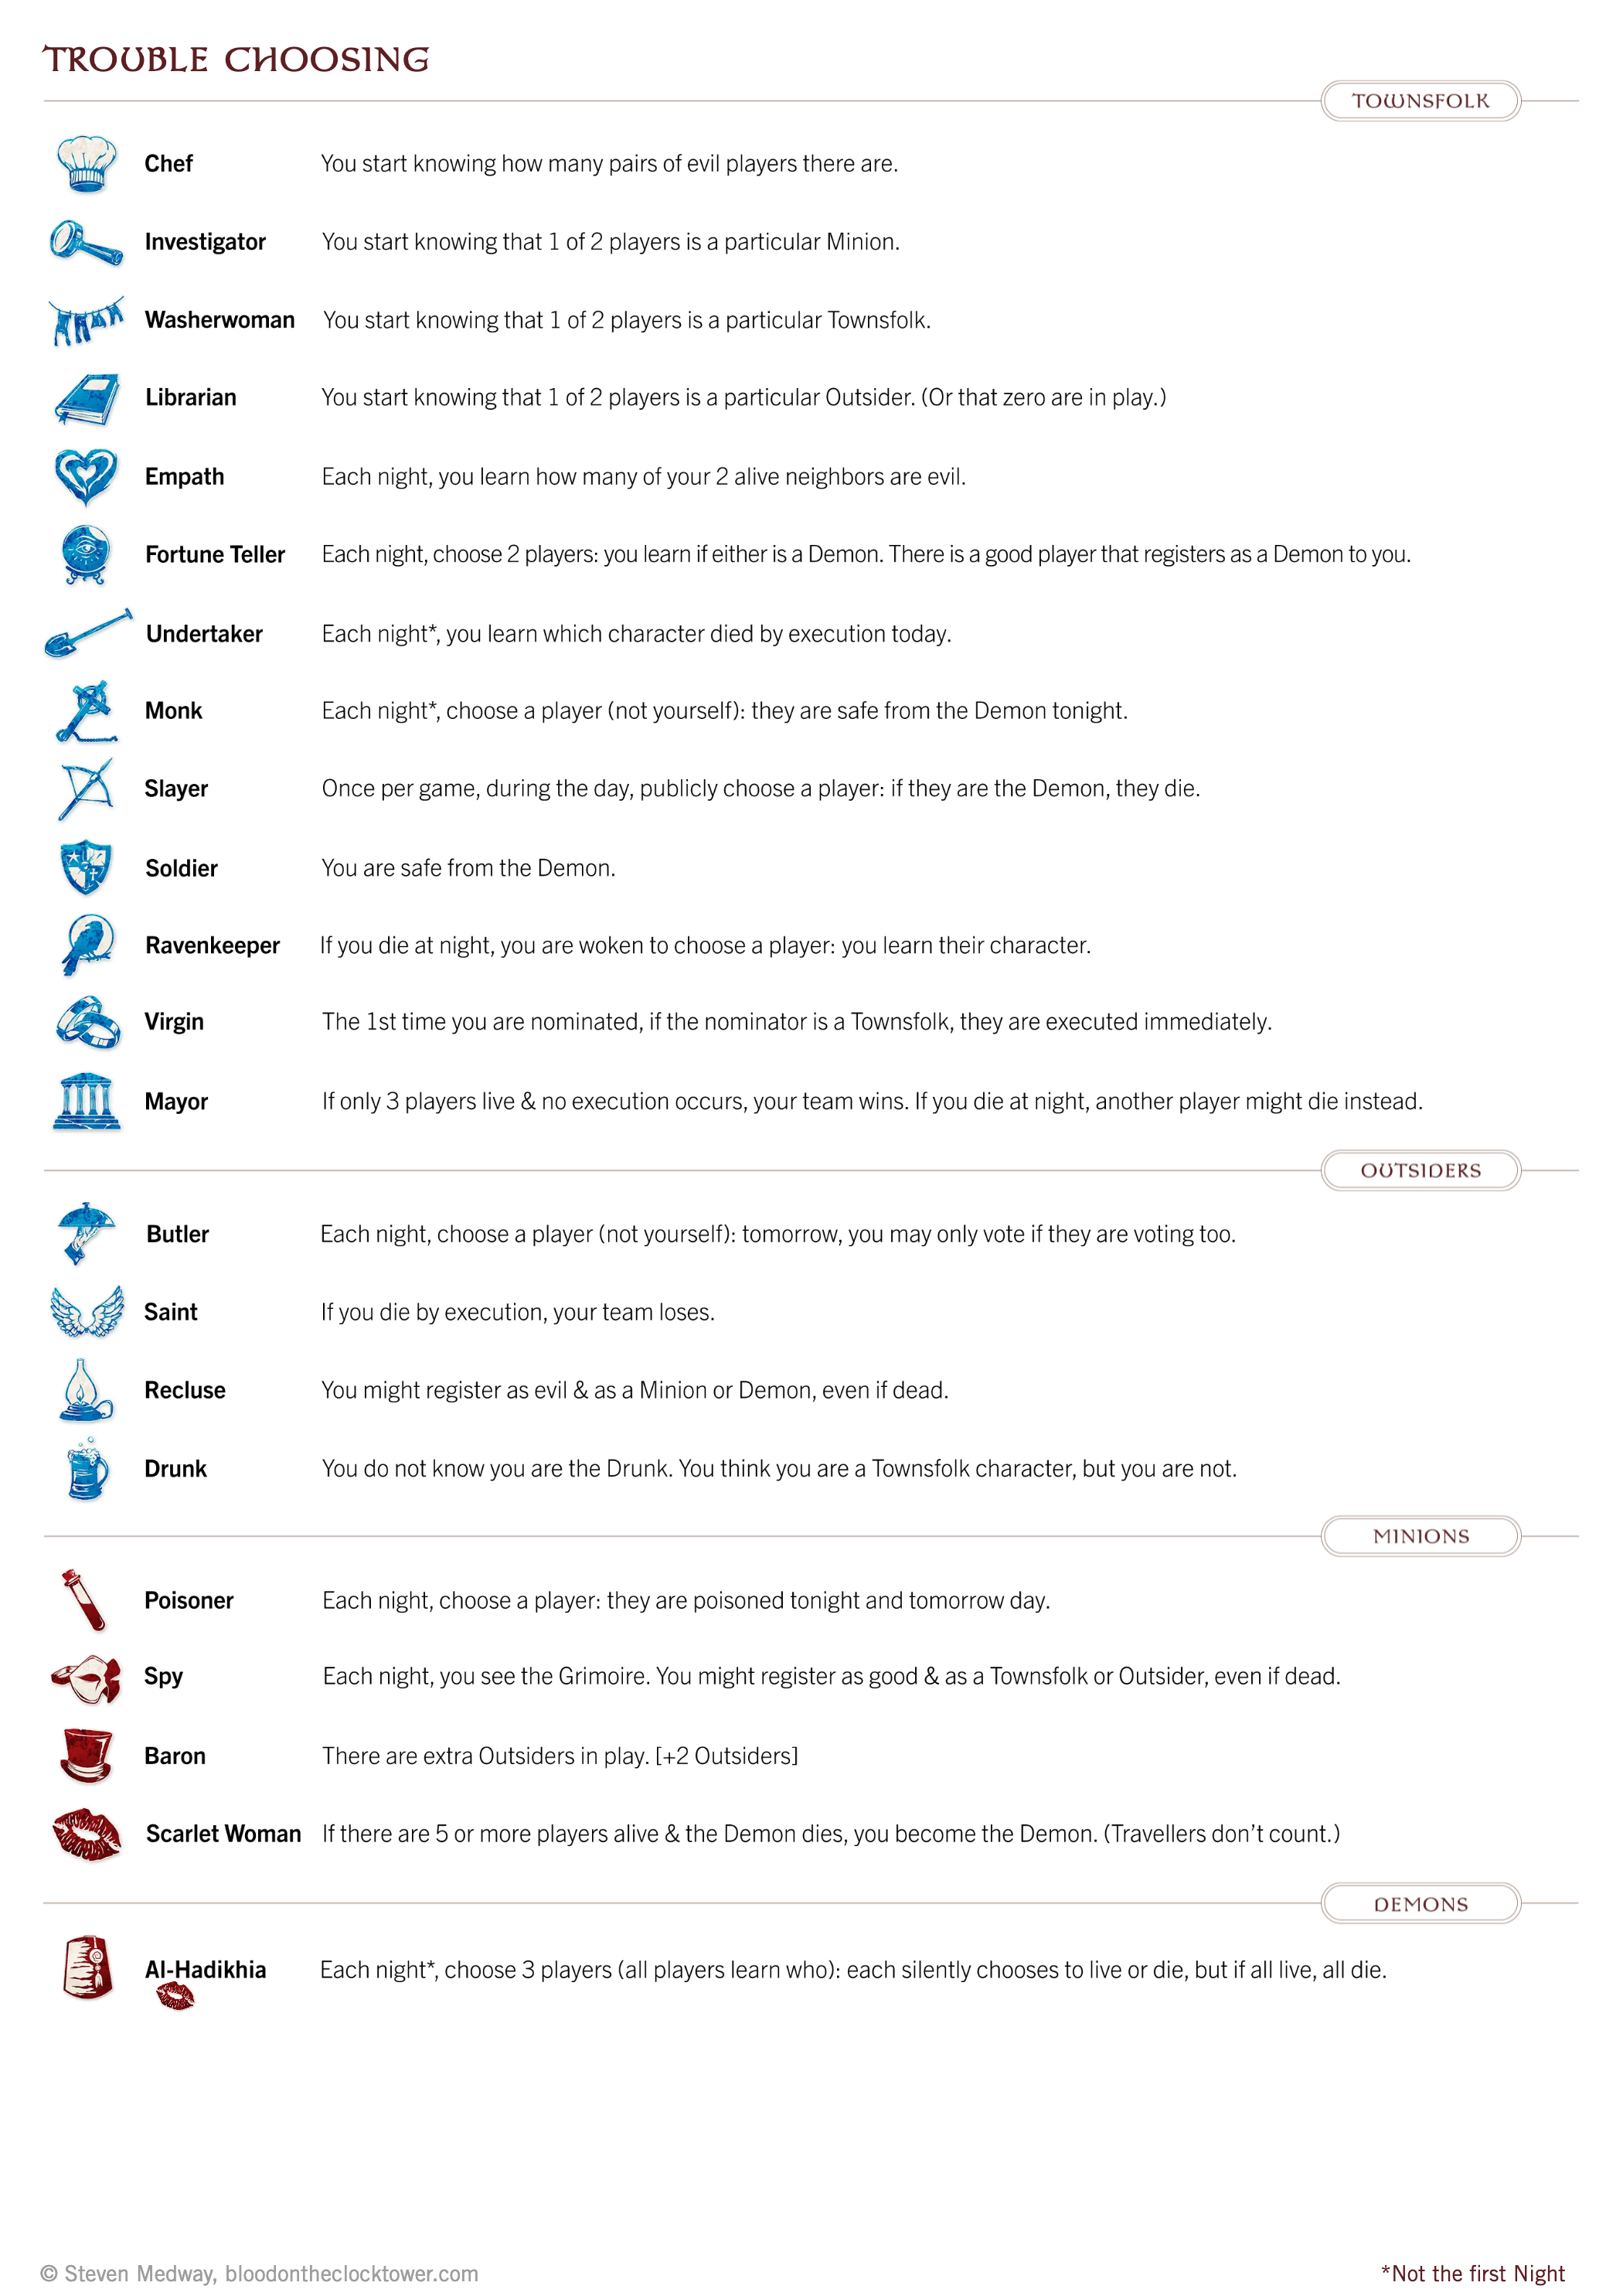 TROUBLE CHOOSING
TOWNSFOLK
Chef You start knowing how many pairs of evil players there are.
Investigator You start knowing that 1 of 2 players is a particular Minion.
Washerwoman You start knowing that 1 of 2 players is a particular Townsfolk.
Librarian You start knowing that 1 of 2 players is a particular Outsider. (Or that zero are in play.)
Empath Each night, you learn how many of your 2 alive neighbors are evil.
Fortune Teller Each night, choose 2 players: you learn if either is a Demon. There is a good player that registers as a Demon to you.
Undertaker Each night*, you learn which character died by execution today.
Monk Each night*, choose a player (not yourself): they are safe from the Demon tonight.
Slayer Once per game, during the day, publicly choose a player: if they are the Demon, they die.
Soldier You are safe from the Demon.
Ravenkeeper If you die at night, you are woken to choose a player: you learn their character.
Virgin The 1st time you are nominated, if the nominator is a Townsfolk, they are executed immediately.
Mayor If only 3 players live & no execution occurs, your team wins. If you die at night, another player might die instead.
OUTSIDERS
Butler Each night, choose a player (not yourself): tomorrow, you may only vote if they are voting too.
Saint If you die by execution, your team loses.
Recluse You might register as evil & as a Minion or Demon, even if dead.
Drunk You do not know you are the Drunk. You think you are a Townsfolk character, but you are not.
MINIONS
Poisoner Each night, choose a player: they are poisoned tonight and tomorrow day.
Spy Each night, you see the Grimoire. You might register as good & as a Townsfolk or Outsider, even if dead.
Baron There are extra Outsiders in play. [+2 Outsiders]
Scarlet Woman If there are 5 or more players alive & the Demon dies, you become the Demon. (Travellers don’t count.)
DEMONS
Al-Hadikhia Each night*, choose 3 players (all players learn who): each silently chooses to live or die, but if all live, all die.
© Steven Medway, bloodontheclocktower.com
*Not the first Night